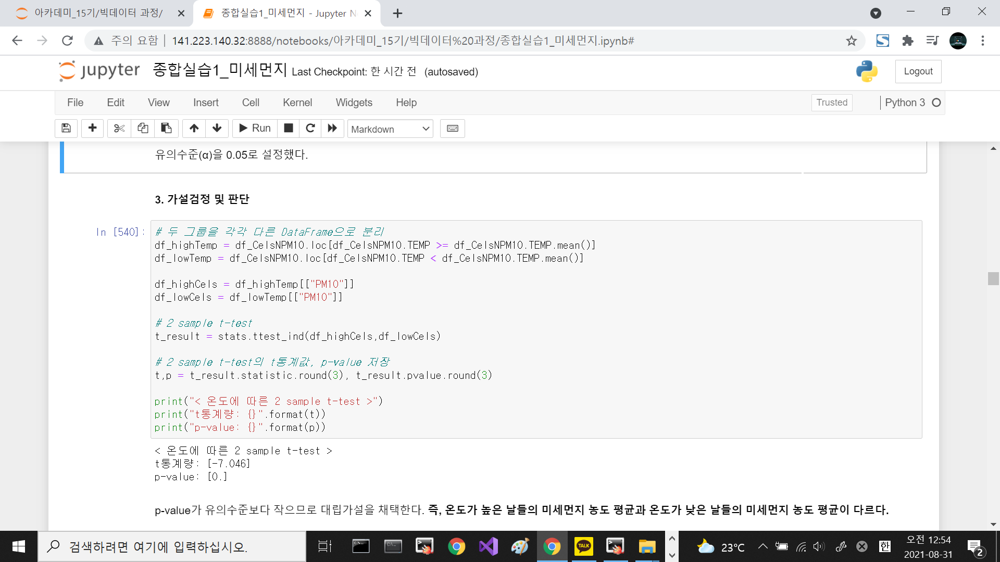 아카데미_15기/빅데이터 과정/
종합실습1_미세먼지 - Jupyter N
주의 요함 | 141.223.140.32:8888/notebooks/아카데미_15기/빅데이터%20과정/종합실습1_미세먼지.ipynb#
jupyter 종합실습1_미세먼지 Last Checkpoint: 한 시간 전 (autosaved)
Logout
File Edit View Insert Cell Kernel Widgets Help
Trusted
Python 3
Run
Markdown
유의수준(α)을 0.05로 설정했다.
3. 가설검정 및 판단
In [540]:
# 두 그룹을 각각 다른 DataFrame으로 분리
df_highTemp = df_CelsNPM10.loc[df_CelsNPM10.TEMP >= df_CelsNPM10.TEMP.mean()]
df_lowTemp = df_CelsNPM10.loc[df_CelsNPM10.TEMP < df_CelsNPM10.TEMP.mean()]
df_highCels = df_highTemp[["PM10"]]
df_lowCels = df_lowTemp[["PM10"]]
# 2 sample t-test
t_result = stats.ttest_ind(df_highCels,df_lowCels)
# 2 sample t-test의 t통계값, p-value 저장
t,p = t_result.statistic.round(3), t_result.pvalue.round(3)
print("< 온도에 따른 2 sample t-test >")
print("t통계량: {}".format(t))
print("p-value: {}".format(p))
< 온도에 따른 2 sample t-test >
t통계량: [-7.046]
p-value: [0.]
p-value가 유의수준보다 작으므로 대립가설을 채택한다. 즉, 온도가 높은 날들의 미세먼지 농도 평균과 온도가 낮은 날들의 미세먼지 농도 평균이 다르다.
검색하려면 여기에 입력하십시오.
TALK
23°C
한
오전 12:54
2021-08-31
2